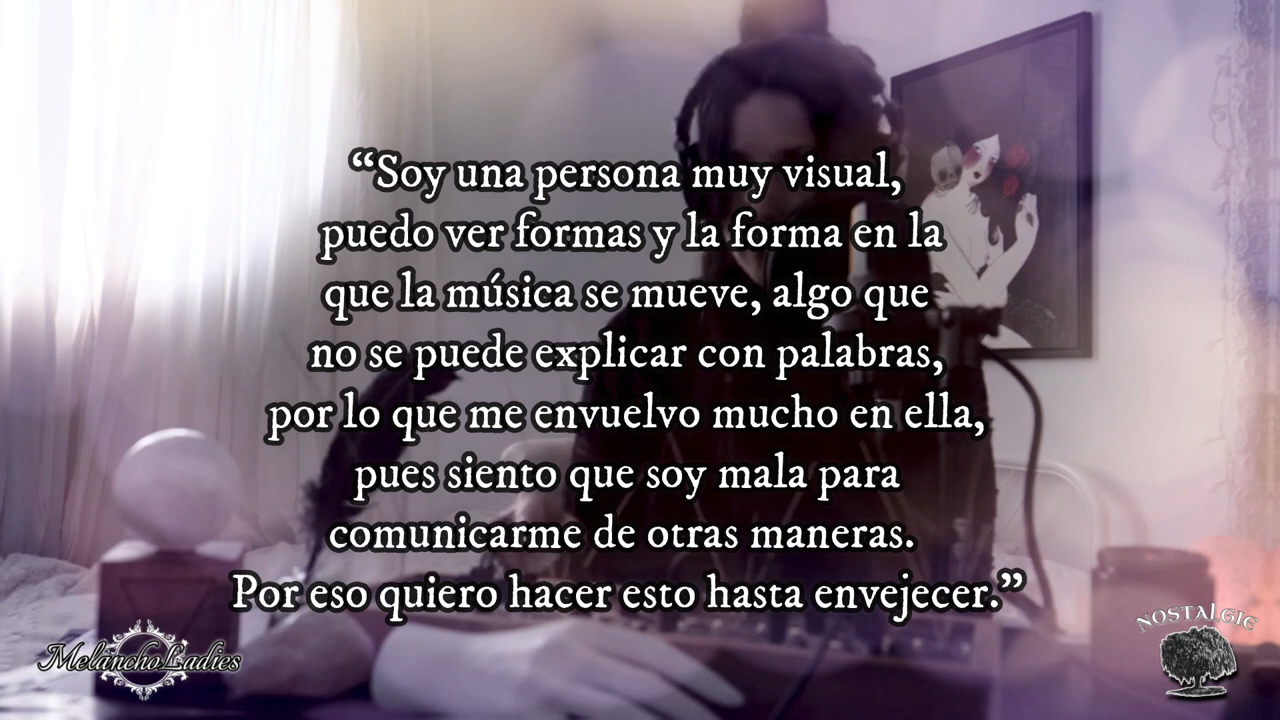 “Soy una persona muy visual,
puedo ver formas y la forma en la
que la música se mueve, algo que
no se puede explicar con palabras,
por lo que me envuelvo mucho en ella,
pues siento que soy mala para
comunicarme de otras maneras.
Por eso quiero hacer esto hasta envejecer.”
MelanchoLadies
NOSTALGIE